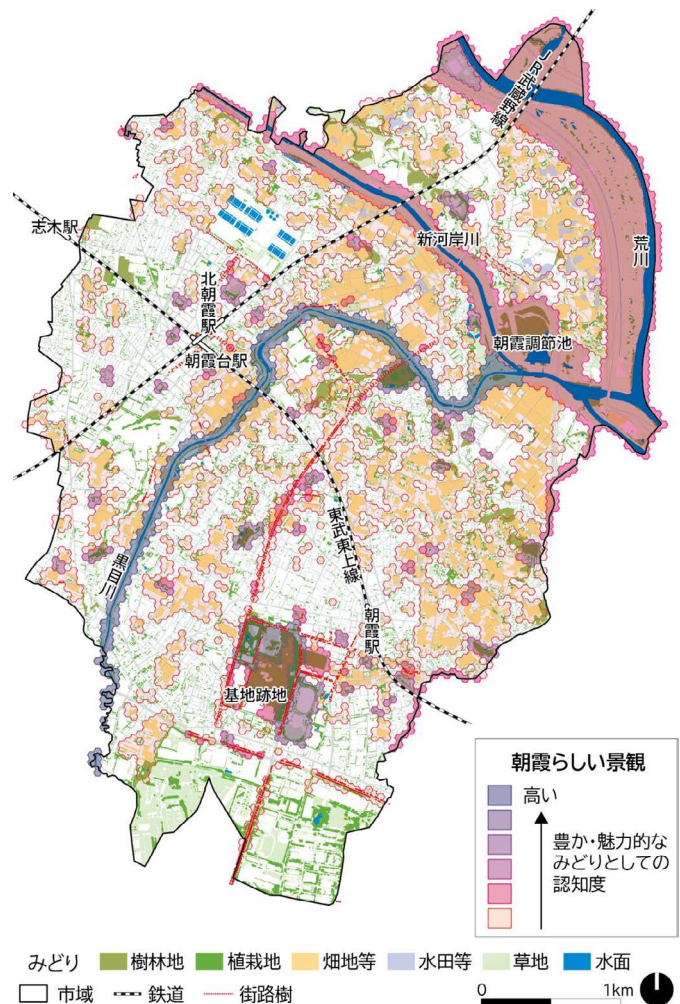 JR武蔵野線
志木駅
新河岸川
荒川
北朝霞駅
朝霞調節池
朝霞台駅
東武東上線
黒目川
朝霞駅
基地跡地
朝霞らしい景観
高い
豊か・魅力的な
みどりとしての
認知度
みどり 樹林地 植栽地 畑地等 水田等 草地 水面
市域 鉄道 街路樹
0 1km